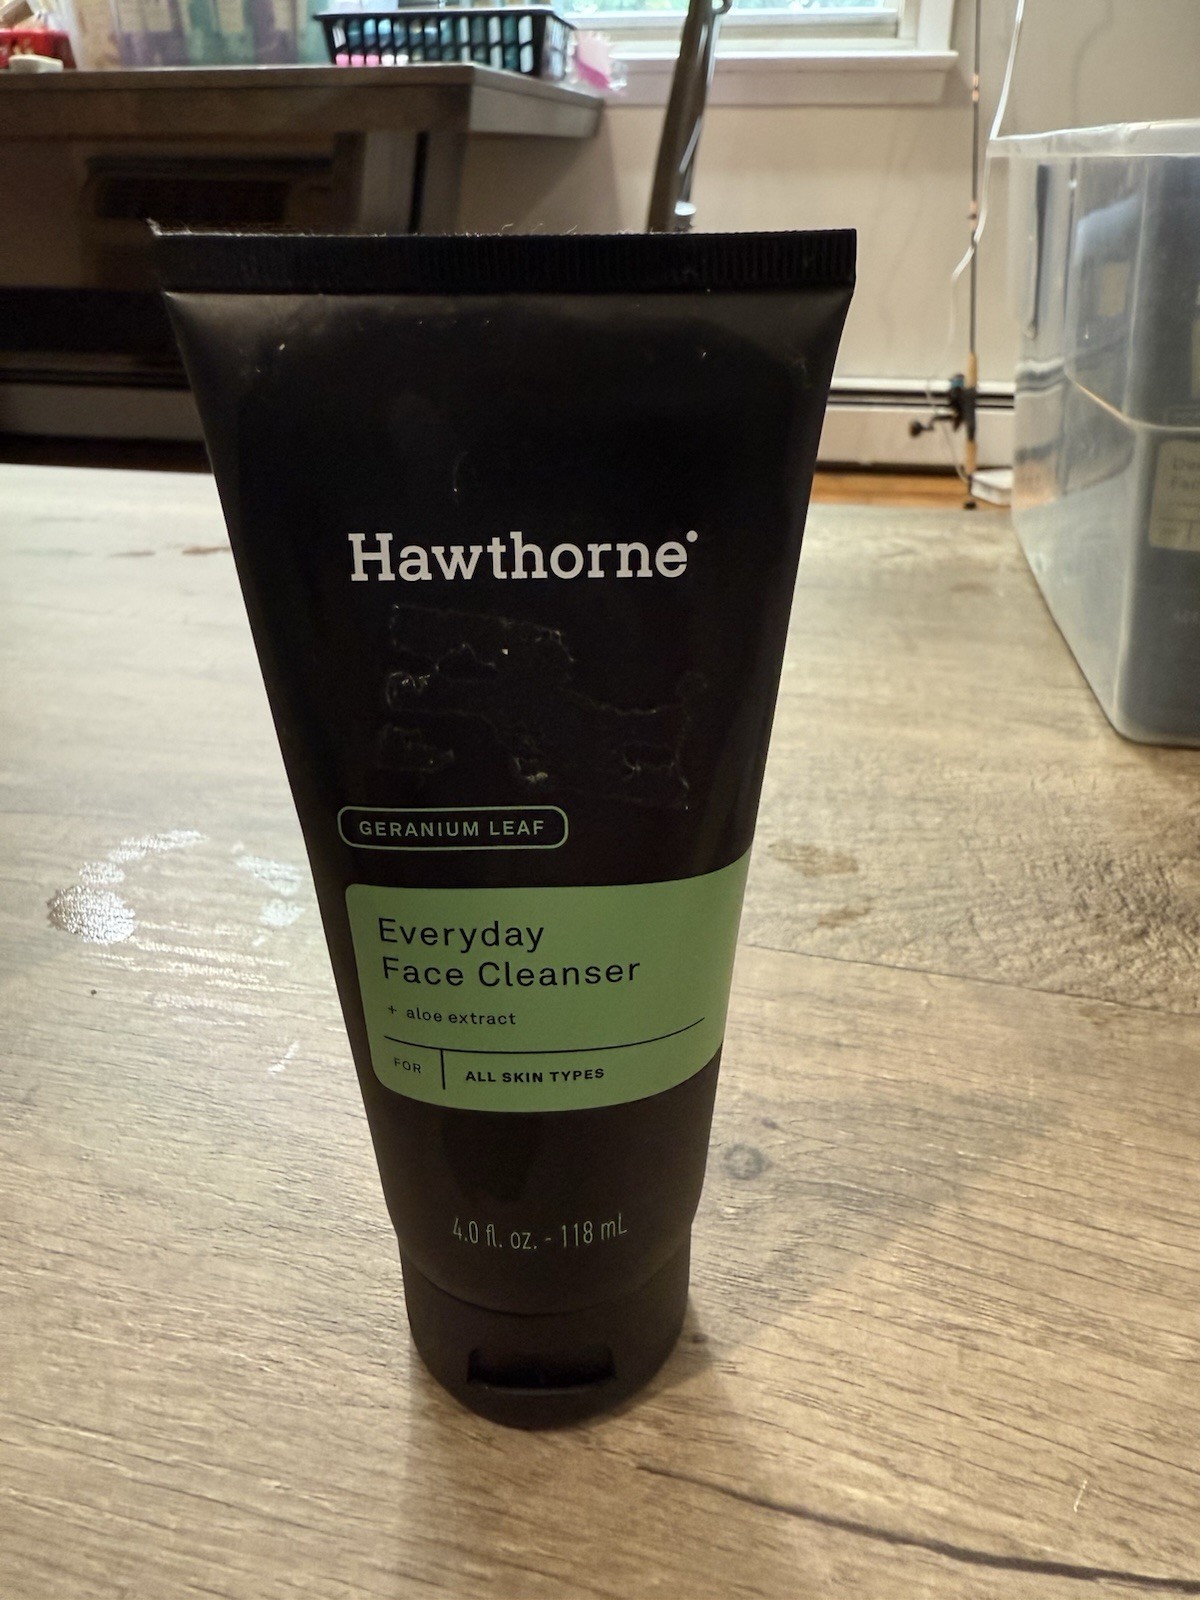 Hawthorne
GERANIUM LEAF
Everyday
Face Cleanser
+ aloe extract
FOR
ALL SKIN TYPES
4.0 fl. oz. - 118 mL